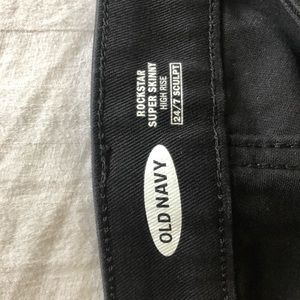 ROCKSTAR
SUPER SKINNY
HIGH RISE
24/7 SCULPT
OLD NAVY